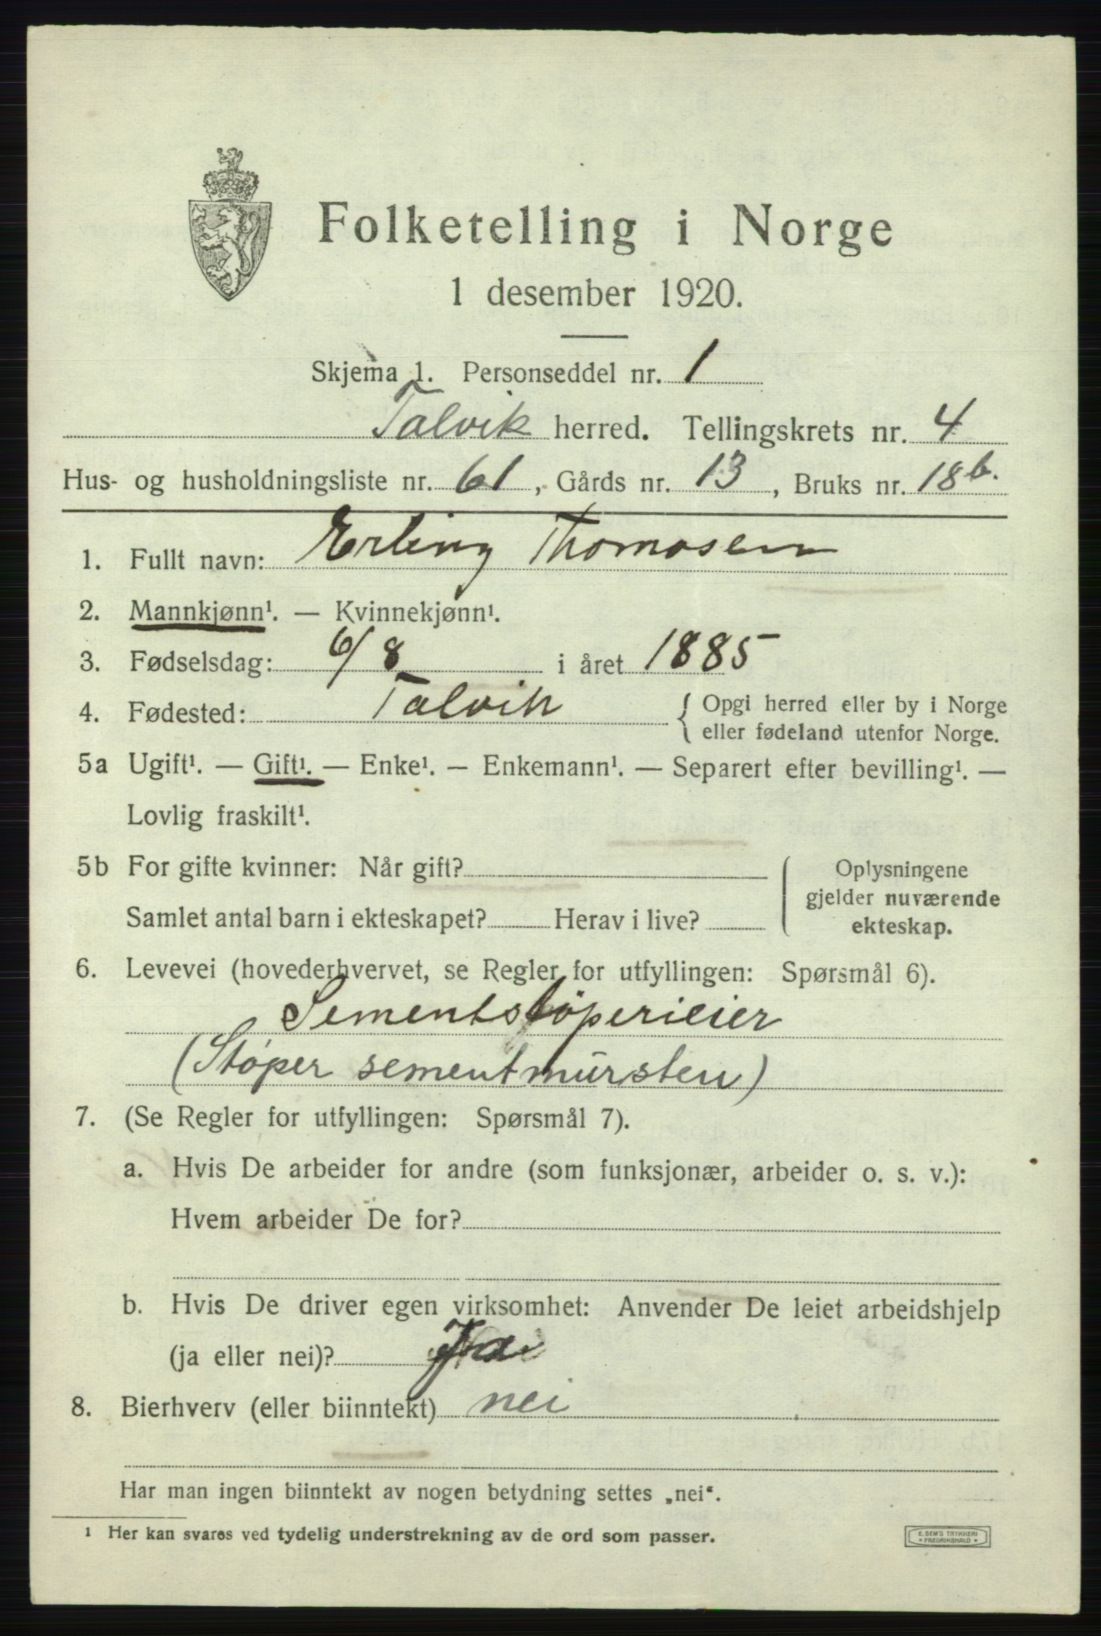 Folketelling i Norge
1 desember 1920.
Skjema 1. Personseddel nr. 1
Talvik herred. Tellingskrets nr. 4
Hus- og husholdningsliste nr. 61, Gårds nr. 13, Bruks nr. 18b.
1. Fullt navn: Erling Thomasen
2. Mannkjønn¹. — Kvinnekjønn¹.
3. Fødselsdag: 6/8 i året 1885
4. Fødested: Talvik { Opgi herred eller by i Norge
eller fødeland utenfor Norge.
5a Ugift¹. — Gift¹. — Enke¹. — Enkemann¹. — Separert efter bevilling¹. —
Lovlig fraskilt¹.
5b For gifte kvinner: Når gift?
Samlet antal barn i ekteskapet? Herav i live?
Oplysningene
gjelder nuværende
ekteskap.
6. Levevei (hovederhvervet, se Regler for utfyllingen: Spørsmål 6).
Sementstøperieier
(Støper sementmursten)
7. (Se Regler for utfyllingen: Spørsmål 7).
a. Hvis De arbeider for andre (som funksjonær, arbeider o. s. v.):
Hvem arbeider De for?
b. Hvis De driver egen virksomhet: Anvender De leiet arbeidshjelp
(ja eller nei)? Ja
8. Bierhverv (eller biinntekt) nei
Har man ingen biinntekt av nogen betydning settes „nei“.
¹ Her kan svares ved tydelig understrekning av de ord som passer.
E. SEM'S TRYKKERI
• FREDRIKSHALD •